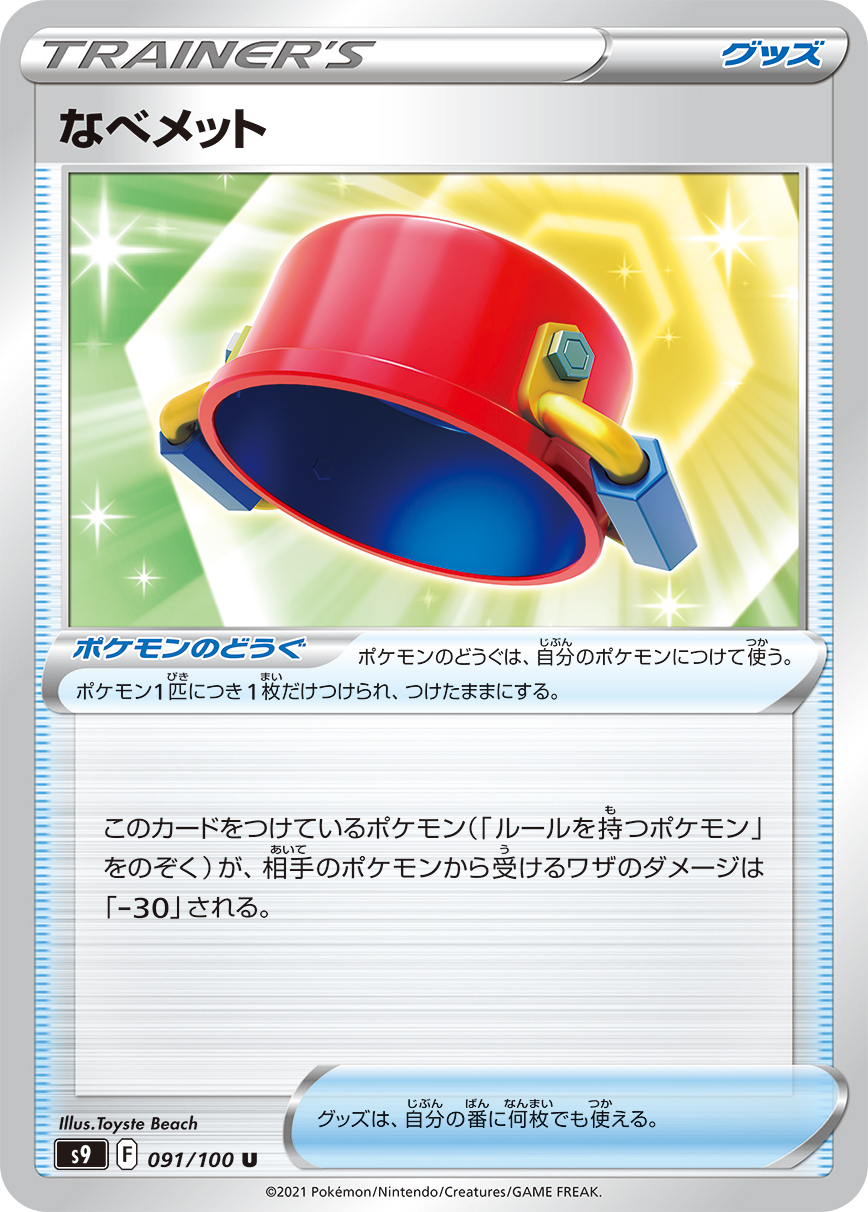 TRAINER'S グッズ
なべメット
ポケモンのどうぐ ポケモンのどうぐは、自分のポケモンにつけて使う。
ポケモン1匹につき1枚だけつけられ、つけたままにする。
このカードをつけているポケモン(「ルールを持つポケモン」
をのぞく)が、相手のポケモンから受けるワザのダメージは
「-30」される。
グッズは、自分の番に何枚でも使える。
Illus.Toyste Beach
s9 F 091/100 U
©2021 Pokémon/Nintendo/Creatures/GAME FREAK.